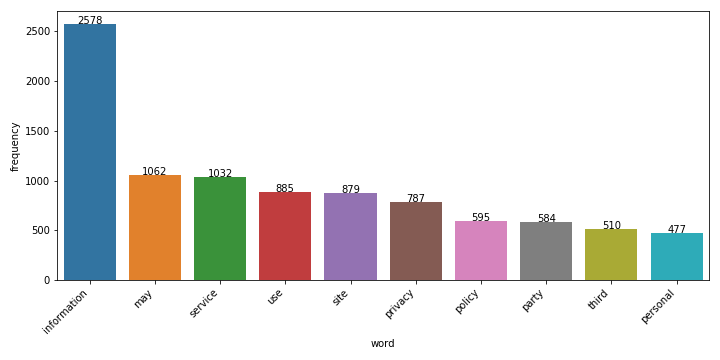 2578
2500
2000
1500
1062
1032
1000
885
879
787
595
584
510
477
500
0
frequency
information
may
service
use
site
privacy
policy
party
third
personal
word